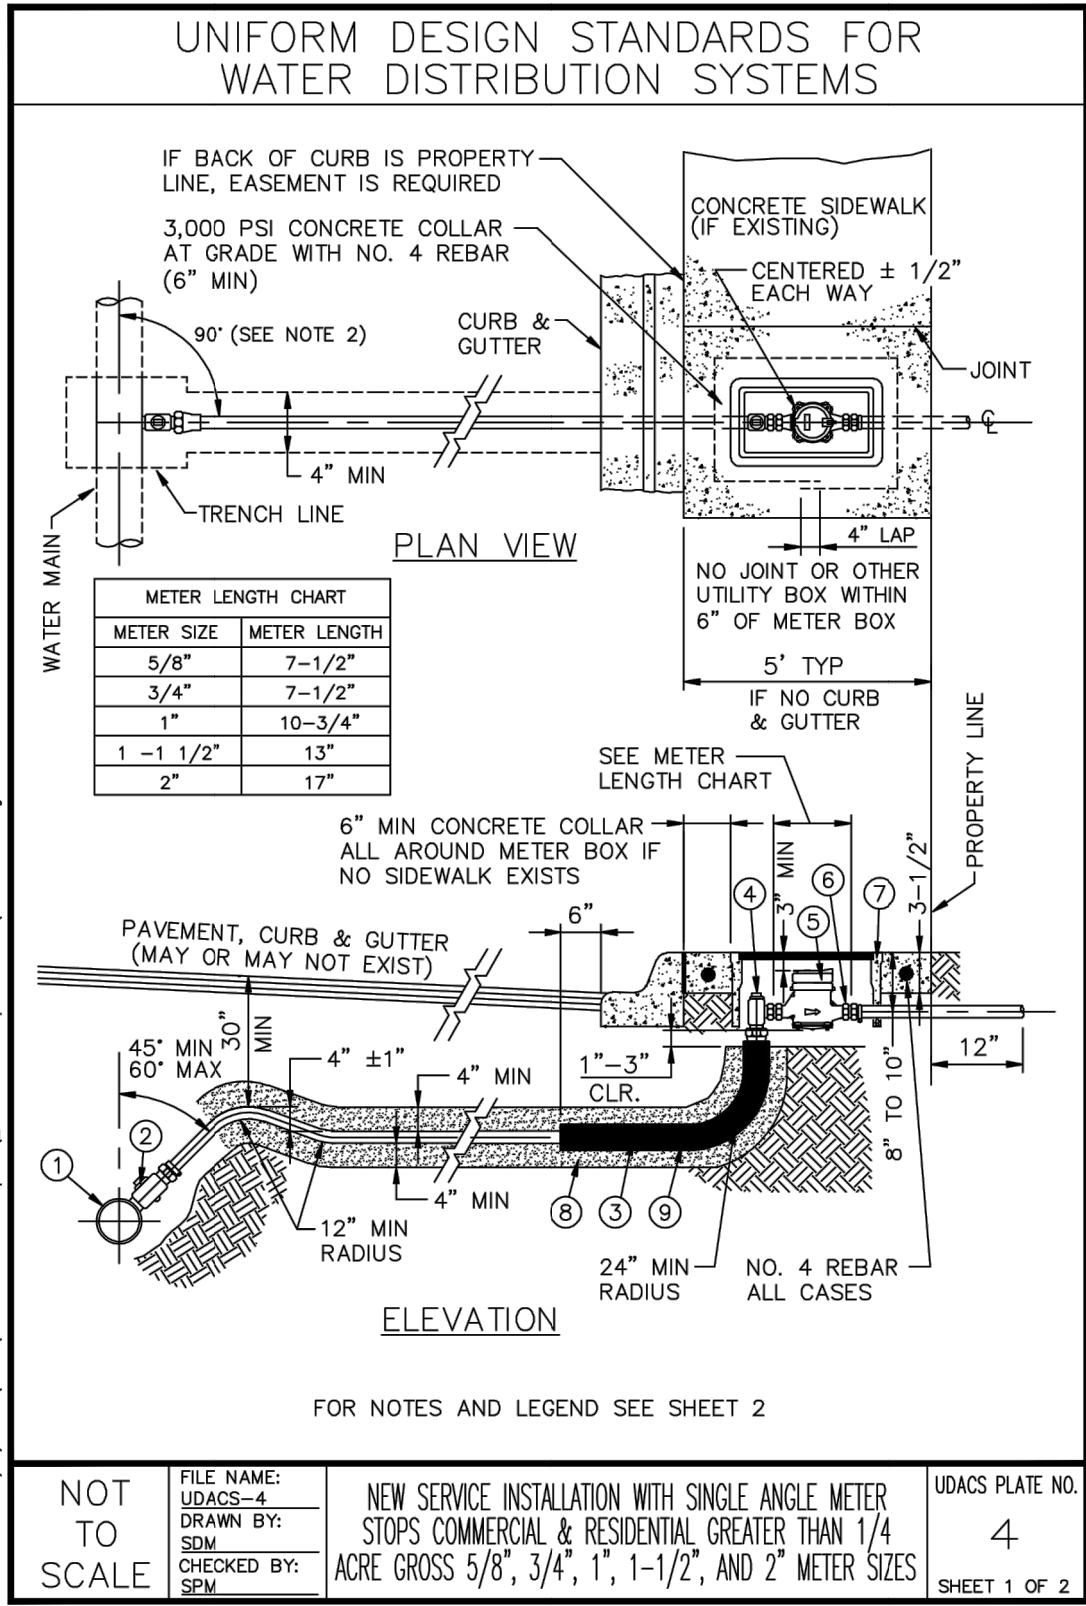 UNIFORM DESIGN STANDARDS FOR
WATER DISTRIBUTION SYSTEMS
IF BACK OF CURB IS PROPERTY
LINE, EASEMENT IS REQUIRED
3,000 PSI CONCRETE COLLAR
AT GRADE WITH NO. 4 REBAR
(6" MIN)
CONCRETE SIDEWALK
(IF EXISTING)
CENTERED ± 1/2"
EACH WAY
90° (SEE NOTE 2)
CURB &
GUTTER
JOINT
℄
4" MIN
TRENCH LINE
WATER MAIN
PLAN VIEW
4" LAP
NO JOINT OR OTHER
UTILITY BOX WITHIN
6" OF METER BOX
METER LENGTH CHART
METER SIZE METER LENGTH
5/8" 7-1/2"
3/4" 7-1/2"
1" 10-3/4"
1 -1 1/2" 13"
2" 17"
5' TYP
IF NO CURB
& GUTTER
PROPERTY LINE
SEE METER
LENGTH CHART
6" MIN CONCRETE COLLAR
ALL AROUND METER BOX IF
NO SIDEWALK EXISTS
3" MIN
3-1/2"
4
5
6
7
6"
PAVEMENT, CURB & GUTTER
(MAY OR MAY NOT EXIST)
30" MIN
45° MIN
60° MAX
4" ±1"
4" MIN
1"-3"
CLR.
8" TO 10"
12"
1
2
4" MIN
8
3
9
12" MIN
RADIUS
24" MIN
RADIUS
NO. 4 REBAR
ALL CASES
ELEVATION
FOR NOTES AND LEGEND SEE SHEET 2
NOT
TO
SCALE
FILE NAME:
UDACS-4
DRAWN BY:
SDM
CHECKED BY:
SPM
NEW SERVICE INSTALLATION WITH SINGLE ANGLE METER
STOPS COMMERCIAL & RESIDENTIAL GREATER THAN 1/4
ACRE GROSS 5/8", 3/4", 1", 1-1/2", AND 2" METER SIZES
UDACS PLATE NO.
4
SHEET 1 OF 2